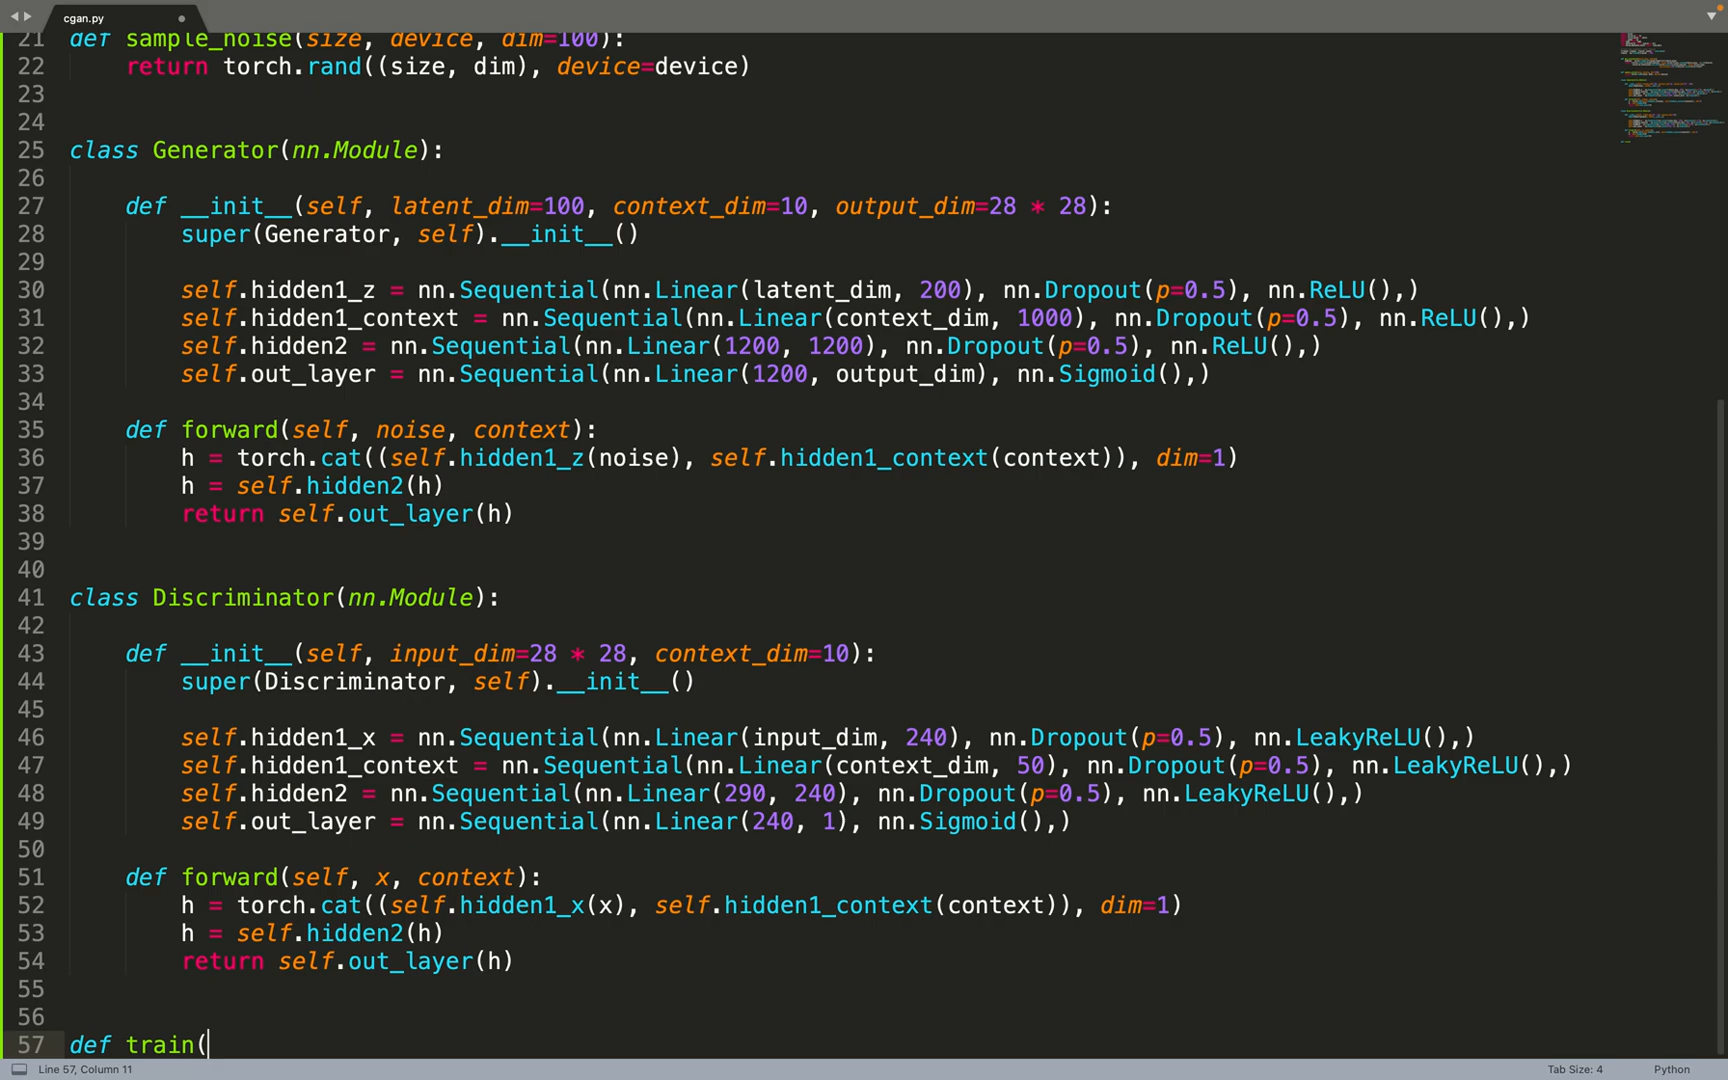 cgan.py
21 def sample_noise(size, device, dim=100):
22 return torch.rand((size, dim), device=device)
23
24
25 class Generator(nn.Module):
26
27 def __init__(self, latent_dim=100, context_dim=10, output_dim=28 * 28):
28 super(Generator, self).__init__()
29
30 self.hidden1_z = nn.Sequential(nn.Linear(latent_dim, 200), nn.Dropout(p=0.5), nn.ReLU(),)
31 self.hidden1_context = nn.Sequential(nn.Linear(context_dim, 1000), nn.Dropout(p=0.5), nn.ReLU(),)
32 self.hidden2 = nn.Sequential(nn.Linear(1200, 1200), nn.Dropout(p=0.5), nn.ReLU(),)
33 self.out_layer = nn.Sequential(nn.Linear(1200, output_dim), nn.Sigmoid(),)
34
35 def forward(self, noise, context):
36 h = torch.cat((self.hidden1_z(noise), self.hidden1_context(context)), dim=1)
37 h = self.hidden2(h)
38 return self.out_layer(h)
39
40
41 class Discriminator(nn.Module):
42
43 def __init__(self, input_dim=28 * 28, context_dim=10):
44 super(Discriminator, self).__init__()
45
46 self.hidden1_x = nn.Sequential(nn.Linear(input_dim, 240), nn.Dropout(p=0.5), nn.LeakyReLU(),)
47 self.hidden1_context = nn.Sequential(nn.Linear(context_dim, 50), nn.Dropout(p=0.5), nn.LeakyReLU(),)
48 self.hidden2 = nn.Sequential(nn.Linear(290, 240), nn.Dropout(p=0.5), nn.LeakyReLU(),)
49 self.out_layer = nn.Sequential(nn.Linear(240, 1), nn.Sigmoid(),)
50
51 def forward(self, x, context):
52 h = torch.cat((self.hidden1_x(x), self.hidden1_context(context)), dim=1)
53 h = self.hidden2(h)
54 return self.out_layer(h)
55
56
57 def train(
Line 57, Column 11
Tab Size: 4
Python